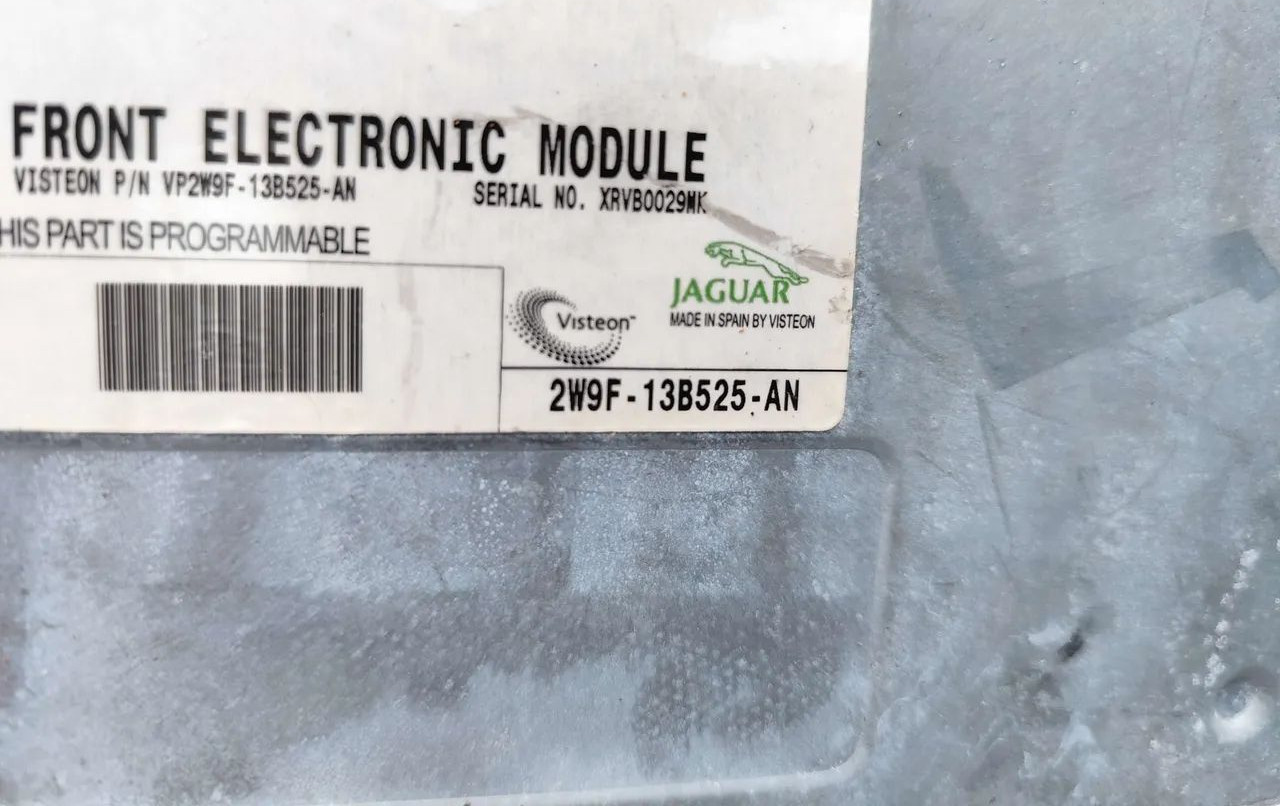 FRONT ELECTRONIC MODULE
VISTEON P/N VP2W9F-13B525-AN SERIAL NO. XRVB0029MK
HIS PART IS PROGRAMMABLE
JAGUAR
Visteon™
MADE IN SPAIN BY VISTEON
2W9F-13B525-AN